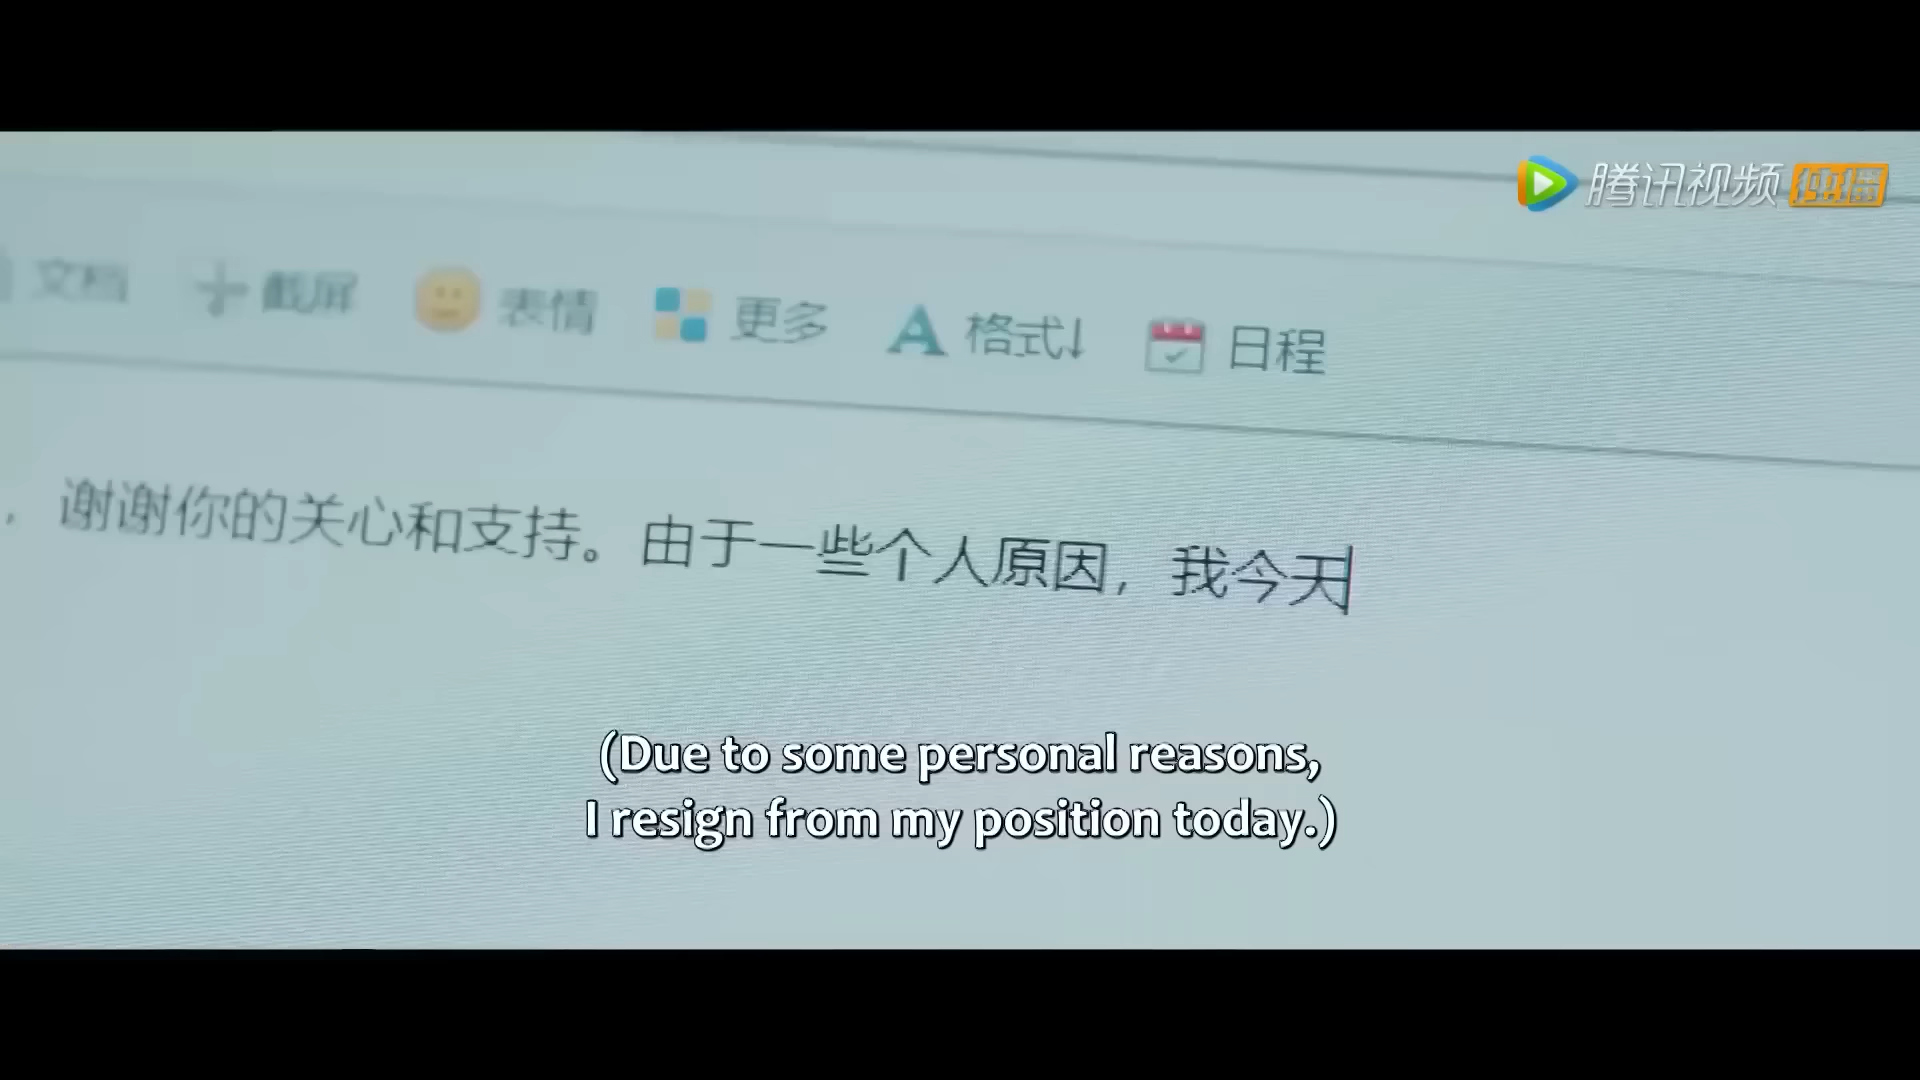 腾讯视频 独播
文档 截屏 表情 更多 格式↓ 日程
，谢谢你的关心和支持。由于一些个人原因，我今天
(Due to some personal reasons,
I resign from my position today.)